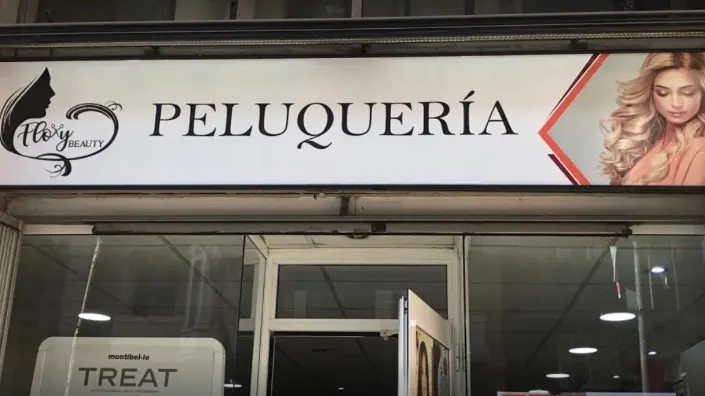 Floxy
BEAUTY
PELUQUERÍA
montibel·lo
TREAT